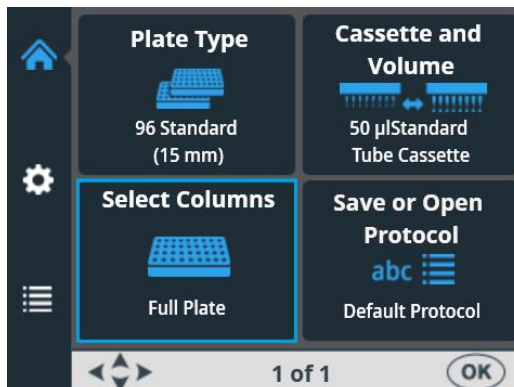 Plate Type
96 Standard
(15 mm)
Cassette and
Volume
50 µlStandard
Tube Cassette
Select Columns
Full Plate
Save or Open
Protocol
abc
Default Protocol
1 of 1
OK